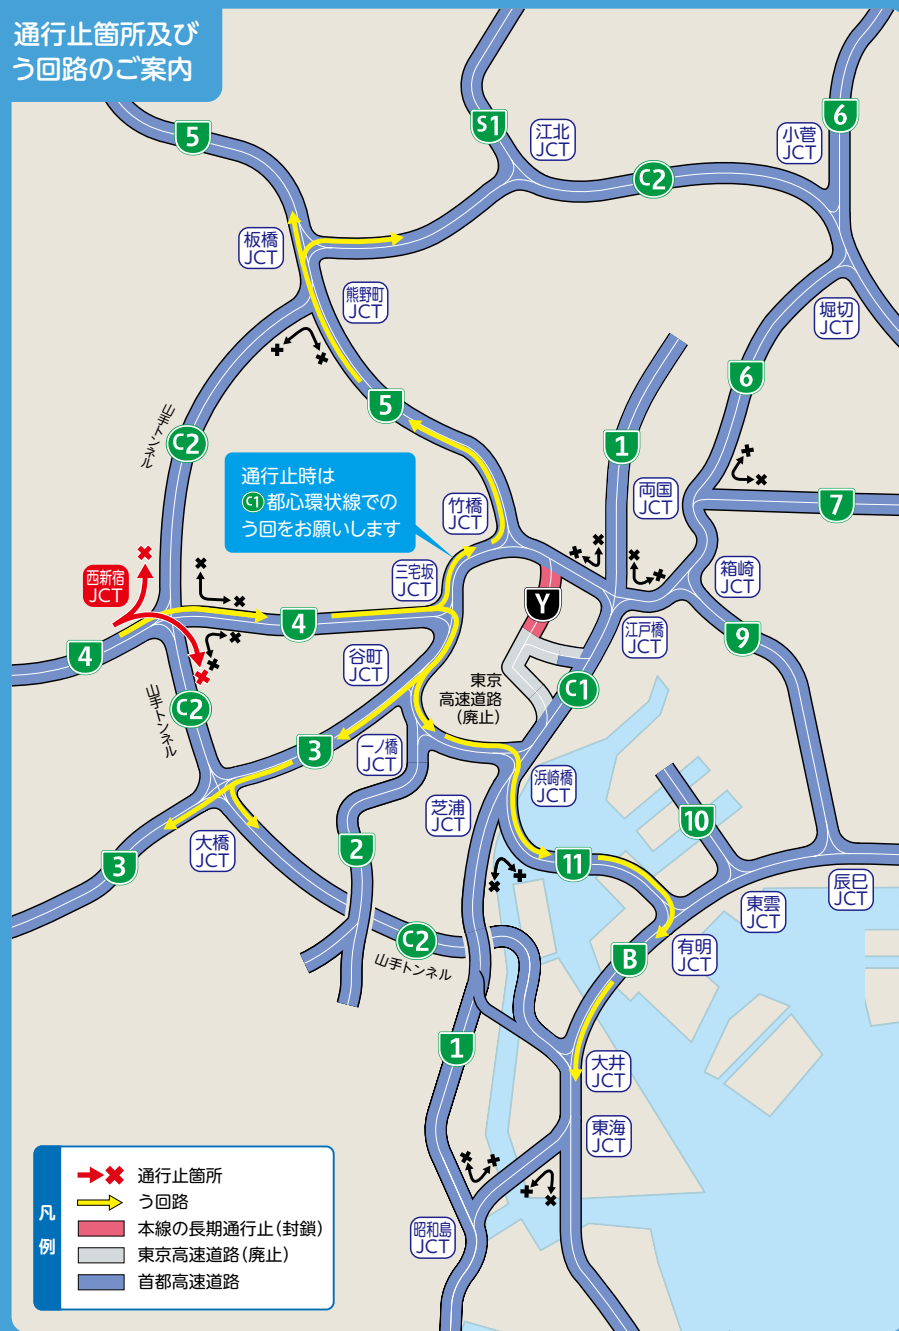 通行止箇所及び
う回路のご案内
6
S1
江北
JCT
小菅
JCT
5
C2
板橋
JCT
熊野町
JCT
堀切
JCT
6
5
山手トンネル
C2
1
通行止時は
C1都心環状線での
う回をお願いします
竹橋
JCT
両国
JCT
7
西新宿
JCT
三宅坂
JCT
箱崎
JCT
Y
4
4
江戸橋
JCT
9
谷町
JCT
東京
高速道路
(廃止)
C1
山手トンネル
C2
3
一ノ橋
JCT
浜崎橋
JCT
芝浦
JCT
10
大橋
JCT
2
11
3
辰巳
JCT
東雲
JCT
有明
JCT
C2
山手トンネル
B
1
大井
JCT
東海
JCT
昭和島
JCT
凡例
通行止箇所
う回路
本線の長期通行止(封鎖)
東京高速道路(廃止)
首都高速道路